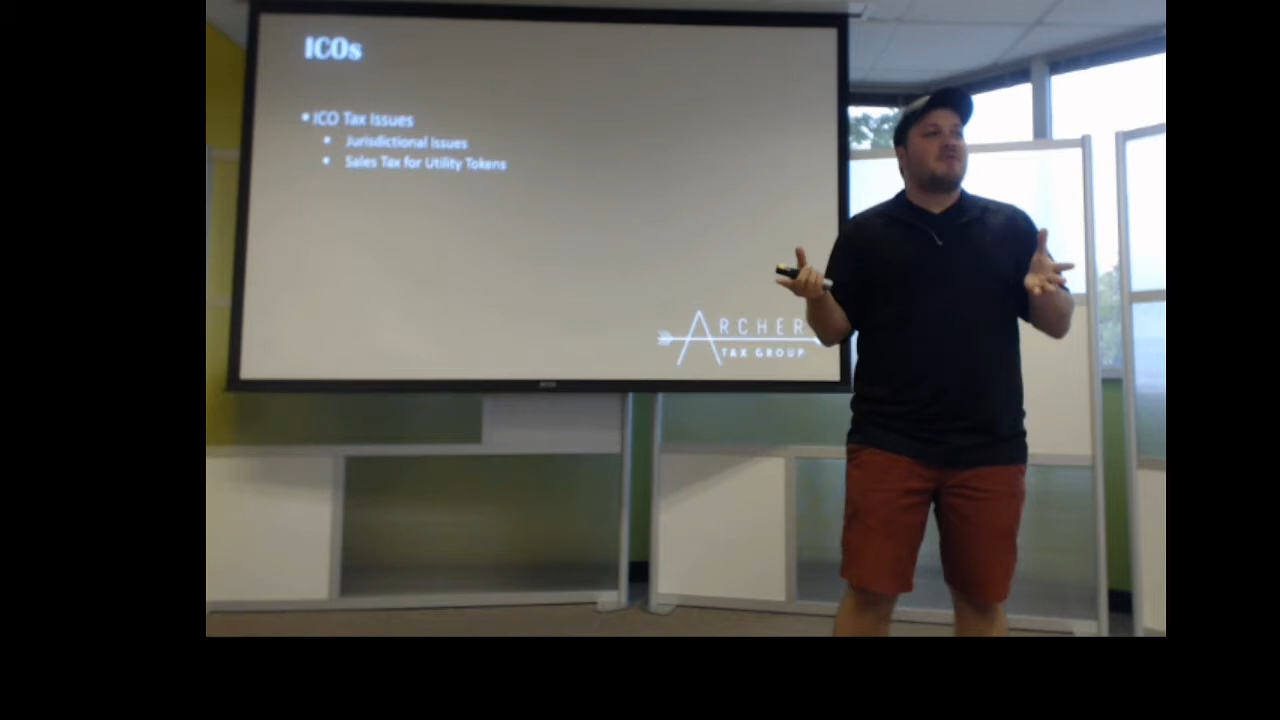 ICOs
• ICO Tax Issues
• Jurisdictional Issues
• Sales Tax for Utility Tokens
ARCHER
TAX GROUP